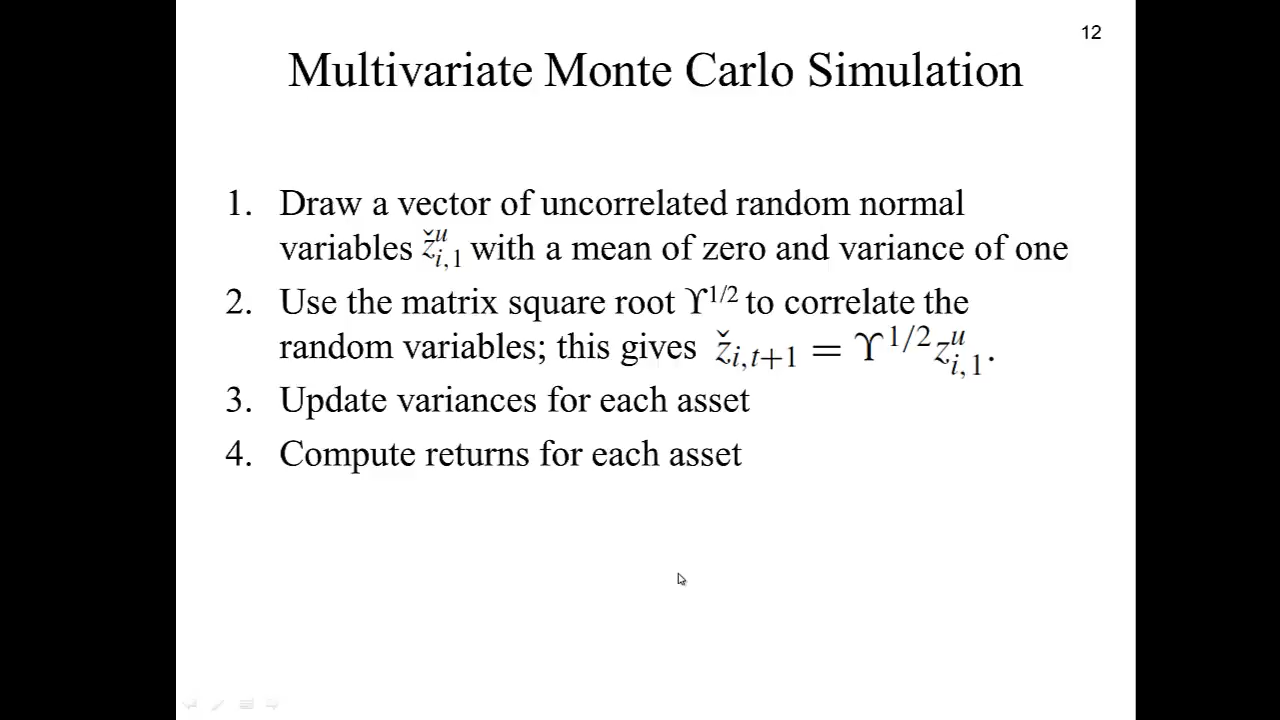 12
Multivariate Monte Carlo Simulation
1. Draw a vector of uncorrelated random normal
variables ž^u_{i,1} with a mean of zero and variance of one
2. Use the matrix square root ϒ^{1/2} to correlate the
random variables; this gives ž_{i,t+1} = ϒ^{1/2}z^u_{i,1}.
3. Update variances for each asset
4. Compute returns for each asset